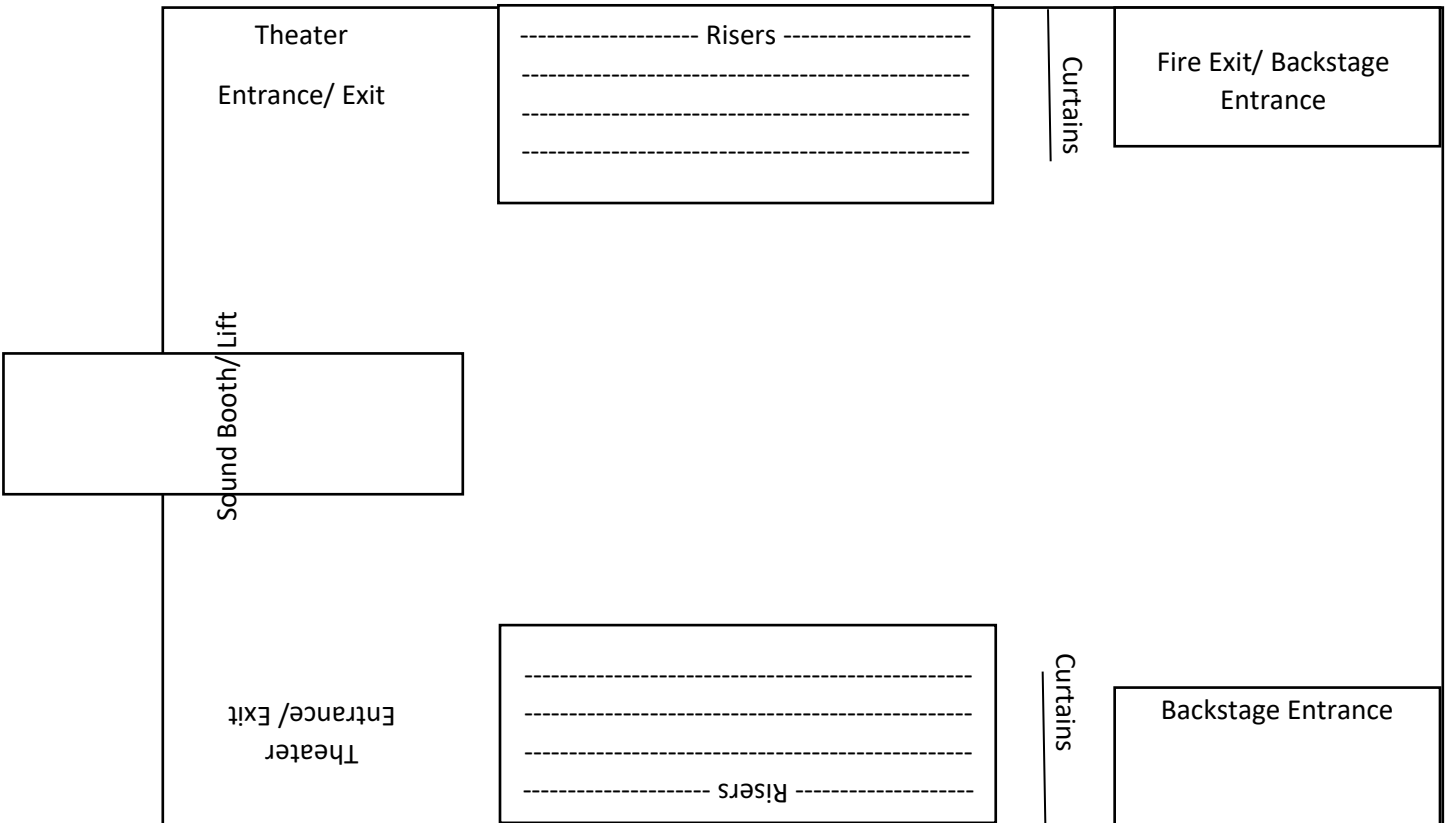 Theater
Entrance/ Exit
------------------- Risers -------------------
Curtains
Fire Exit/ Backstage
Entrance
Sound Booth/ Lift
Theater
Entrance/ Exit
------------------- Risers -------------------
Curtains
Backstage Entrance